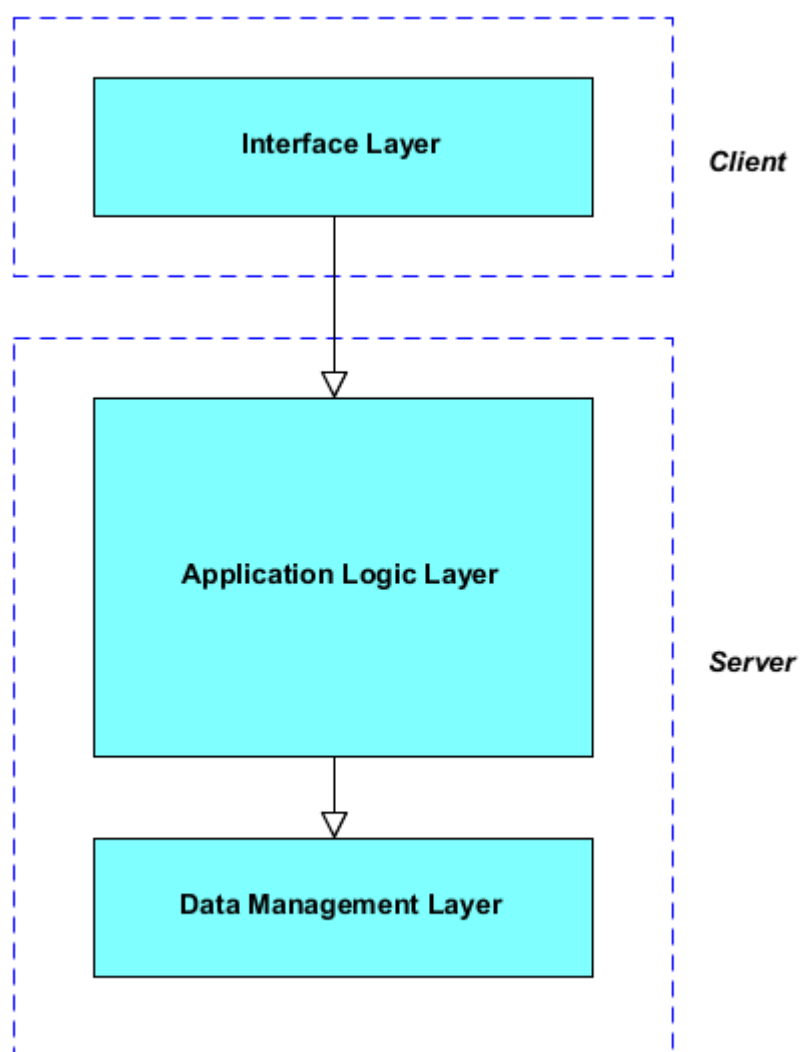 Interface Layer
Client
Application Logic Layer
Server
Data Management Layer